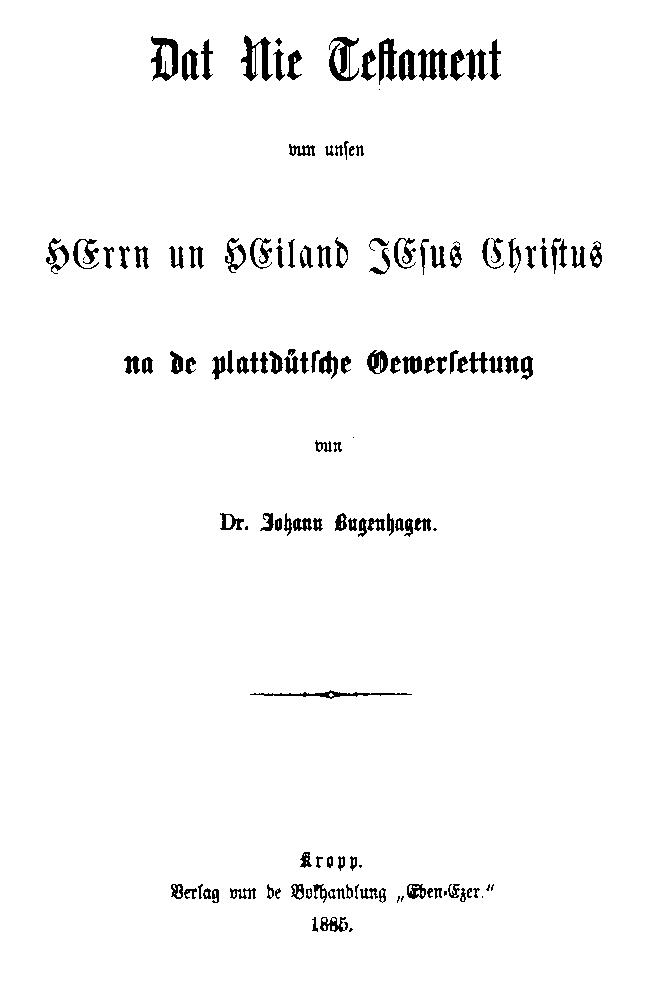 Dat Nie Testament
vun unsen
HErrn un HEiland JEsus Christus
na de plattdütsche Oewersettung
vun
Dr. Johann Bugenhagen.
Kropp.
Verlag vun de Bokhandlung „Eben-Ezer.“
1885.